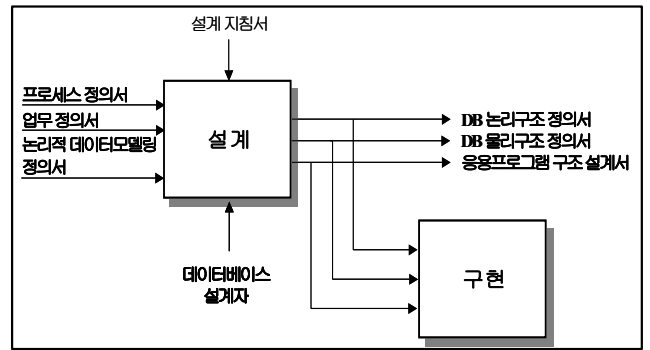 설계 지침서
프로세스 정의서
업무 정의서
논리적 데이터모델링
정의서
설계
DB 논리구조 정의서
DB 물리구조 정의서
응용프로그램 구조 설계서
데이터베이스
설계자
구현